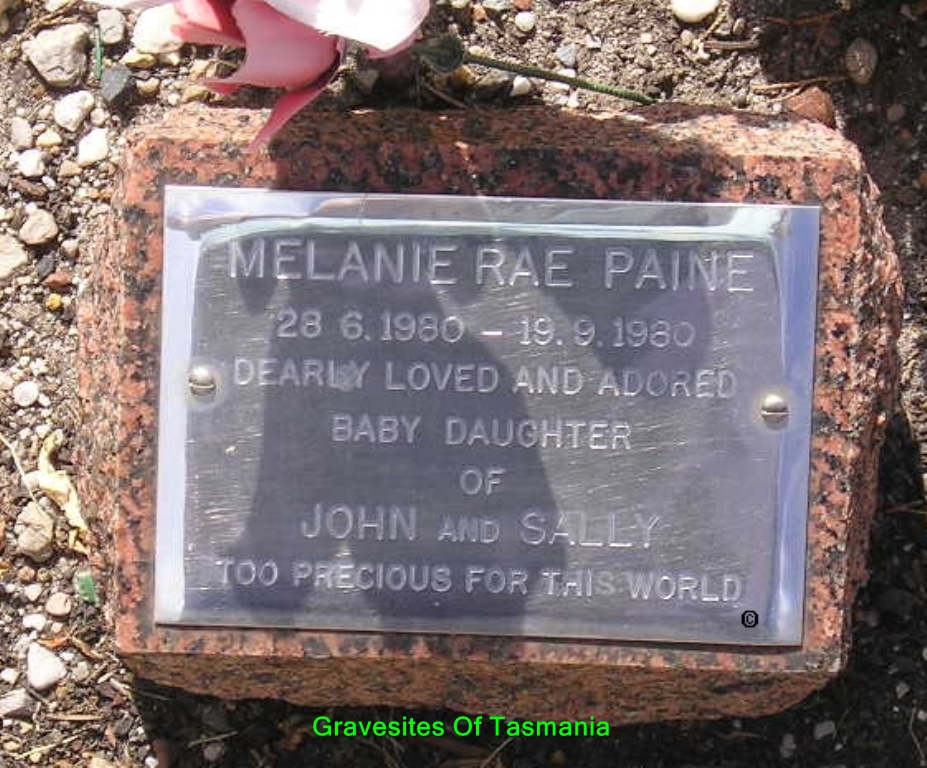 MELANIE RAE PAINE
28 6.1980 – 19.9.1980
DEARLY LOVED AND ADORED
BABY DAUGHTER
OF
JOHN AND SALLY
TOO PRECIOUS FOR THIS WORLD
©
Gravesites Of Tasmania